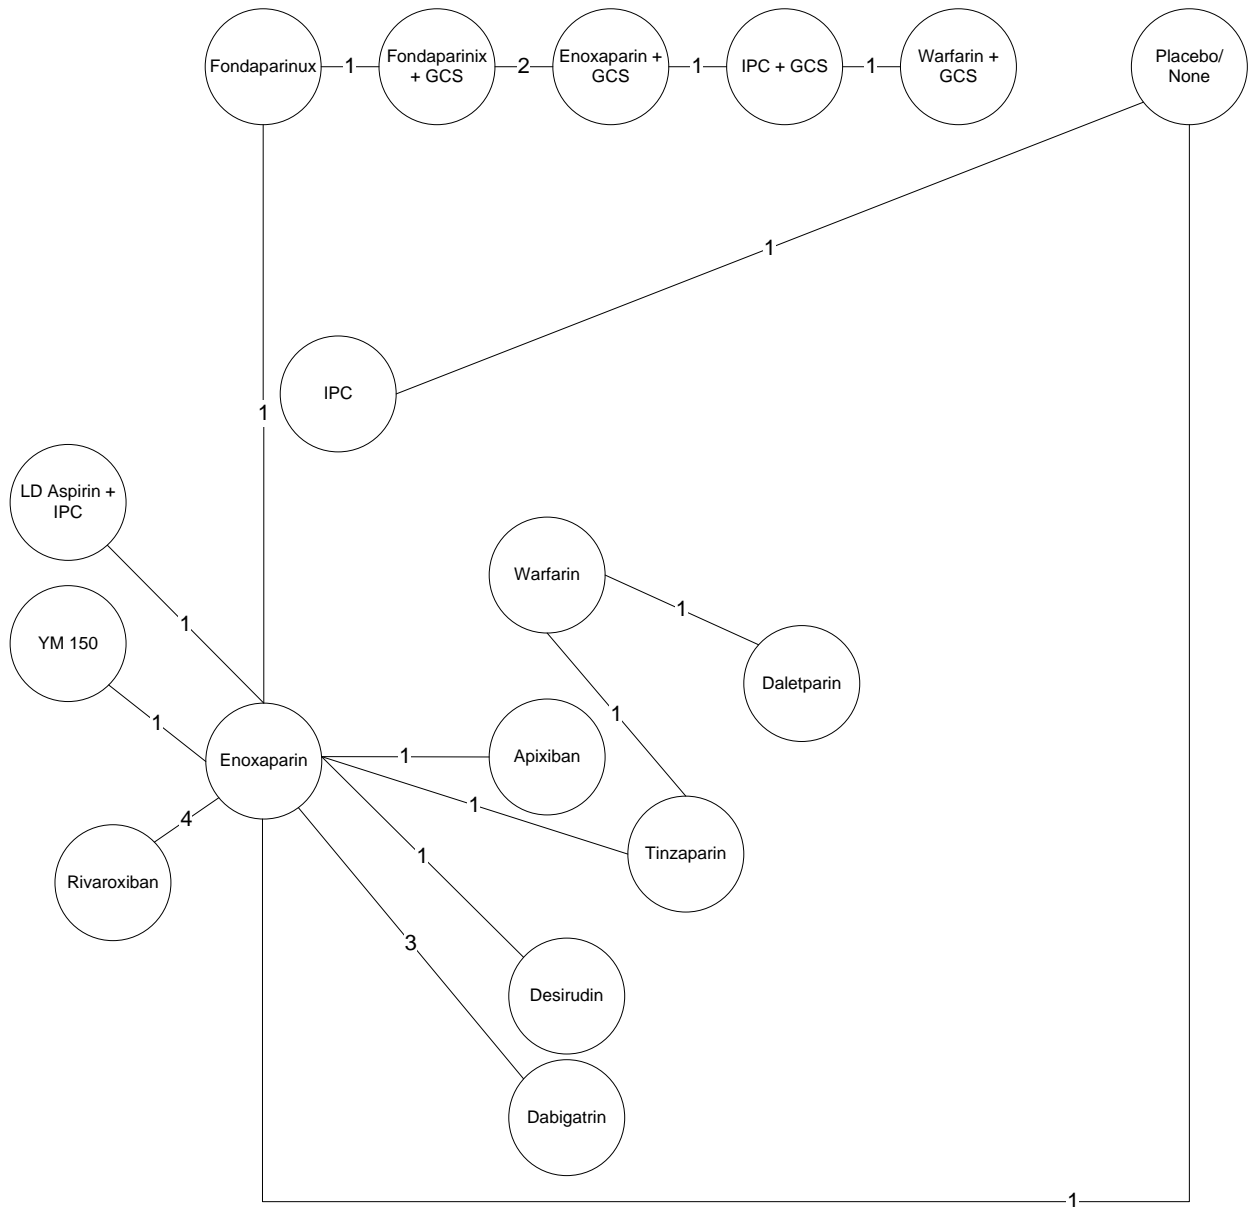 Fondaparinux
1
Fondaparinix
+ GCS
2
Enoxaparin +
GCS
1
IPC + GCS
1
Warfarin +
GCS
Placebo/
None
1
IPC
1
LD Aspirin +
IPC
1
YM 150
1
Warfarin
1
Daletparin
1
Enoxaparin
1
Apixiban
1
Tinzaparin
4
Rivaroxiban
1
3
Desirudin
Dabigatrin
1